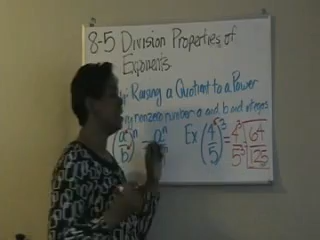 8-5 Division Properties of
Exponents
Raising a Quotient to a Power
nonzero number a and b and
(a/b)^n = a^n Ex (4/5)^3 = 4^3/5^3 = 64/125